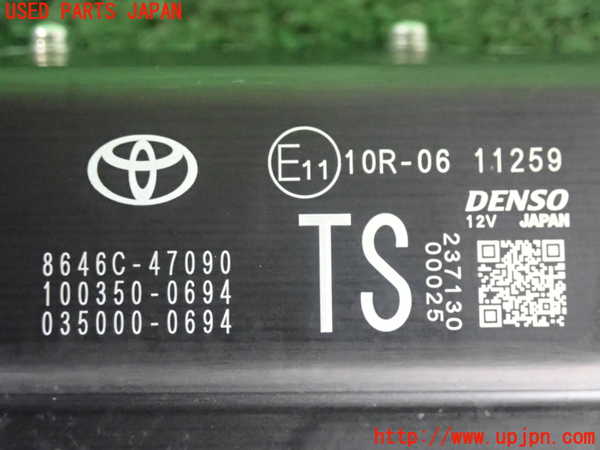 USED PARTS JAPAN
E11 10R-06 11259
DENSO
12V JAPAN
8646C-47090
100350-0694
035000-0694
TS
237130
00025
http://www.upjpn.com/